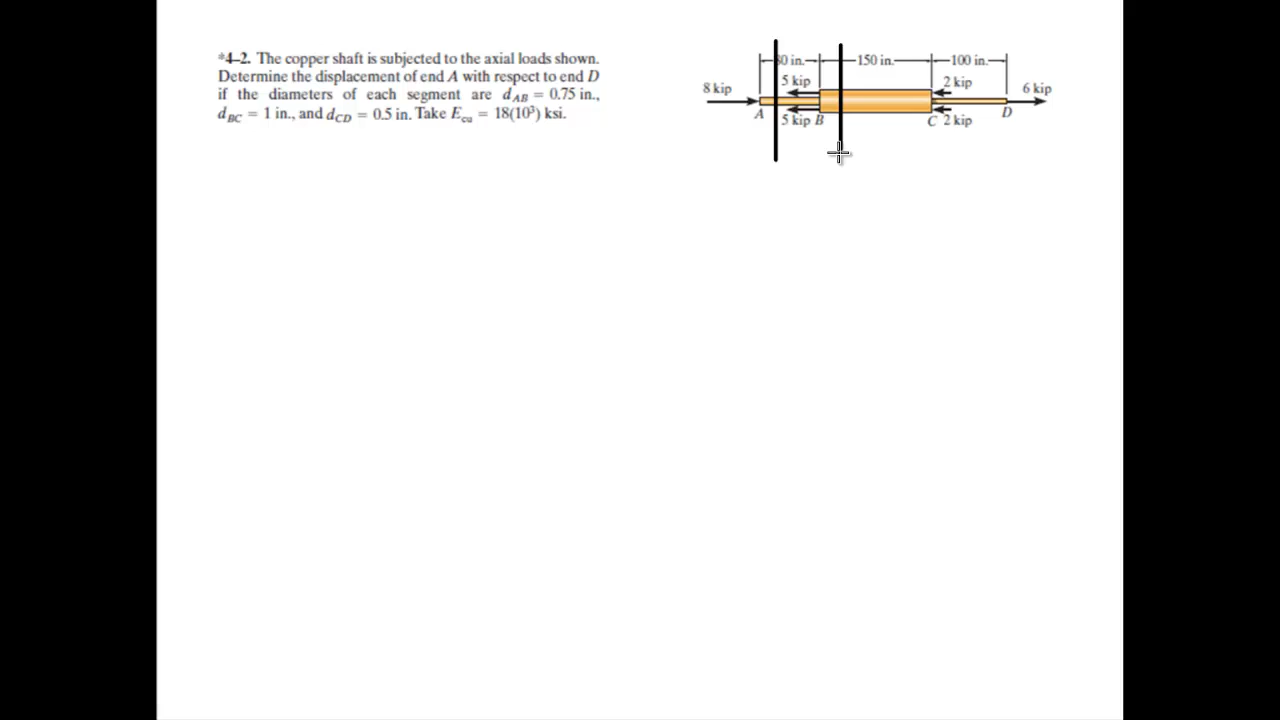 *4–2. The copper shaft is subjected to the axial loads shown.
Determine the displacement of end A with respect to end D
if the diameters of each segment are dAB = 0.75 in.,
dBC = 1 in., and dCD = 0.5 in. Take Ecu = 18(10³) ksi.
0 in. 150 in. 100 in.
8 kip 5 kip 2 kip 6 kip
A 5 kip B C 2 kip D